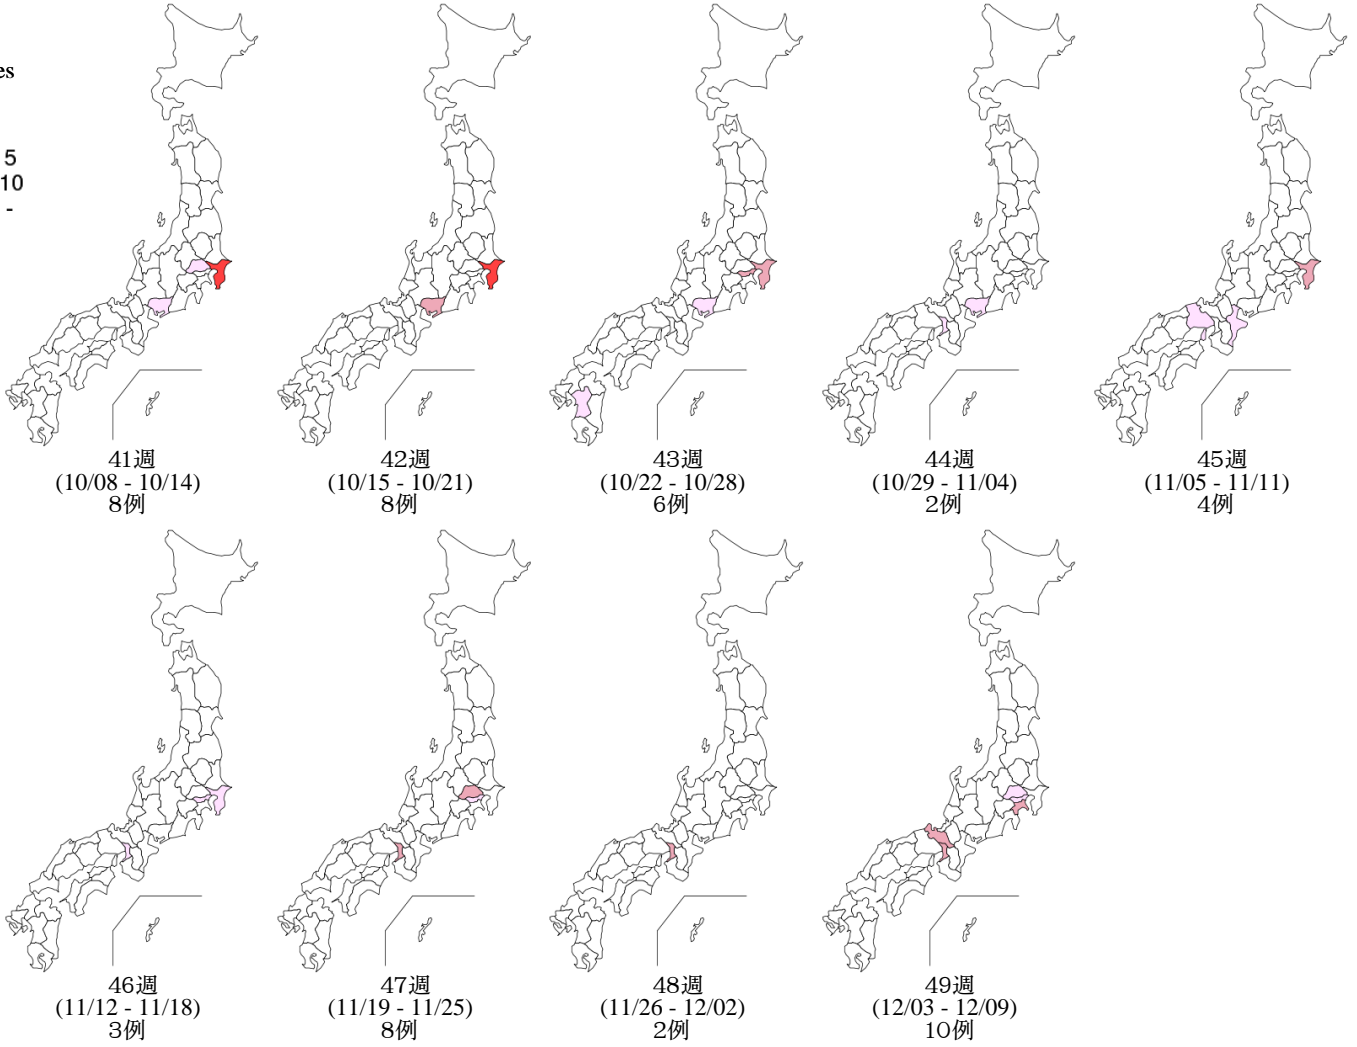 es
5
10
-
41週
(10/08 - 10/14)
8例
42週
(10/15 - 10/21)
8例
43週
(10/22 - 10/28)
6例
44週
(10/29 - 11/04)
2例
45週
(11/05 - 11/11)
4例
46週
(11/12 - 11/18)
3例
47週
(11/19 - 11/25)
8例
48週
(11/26 - 12/02)
2例
49週
(12/03 - 12/09)
10例